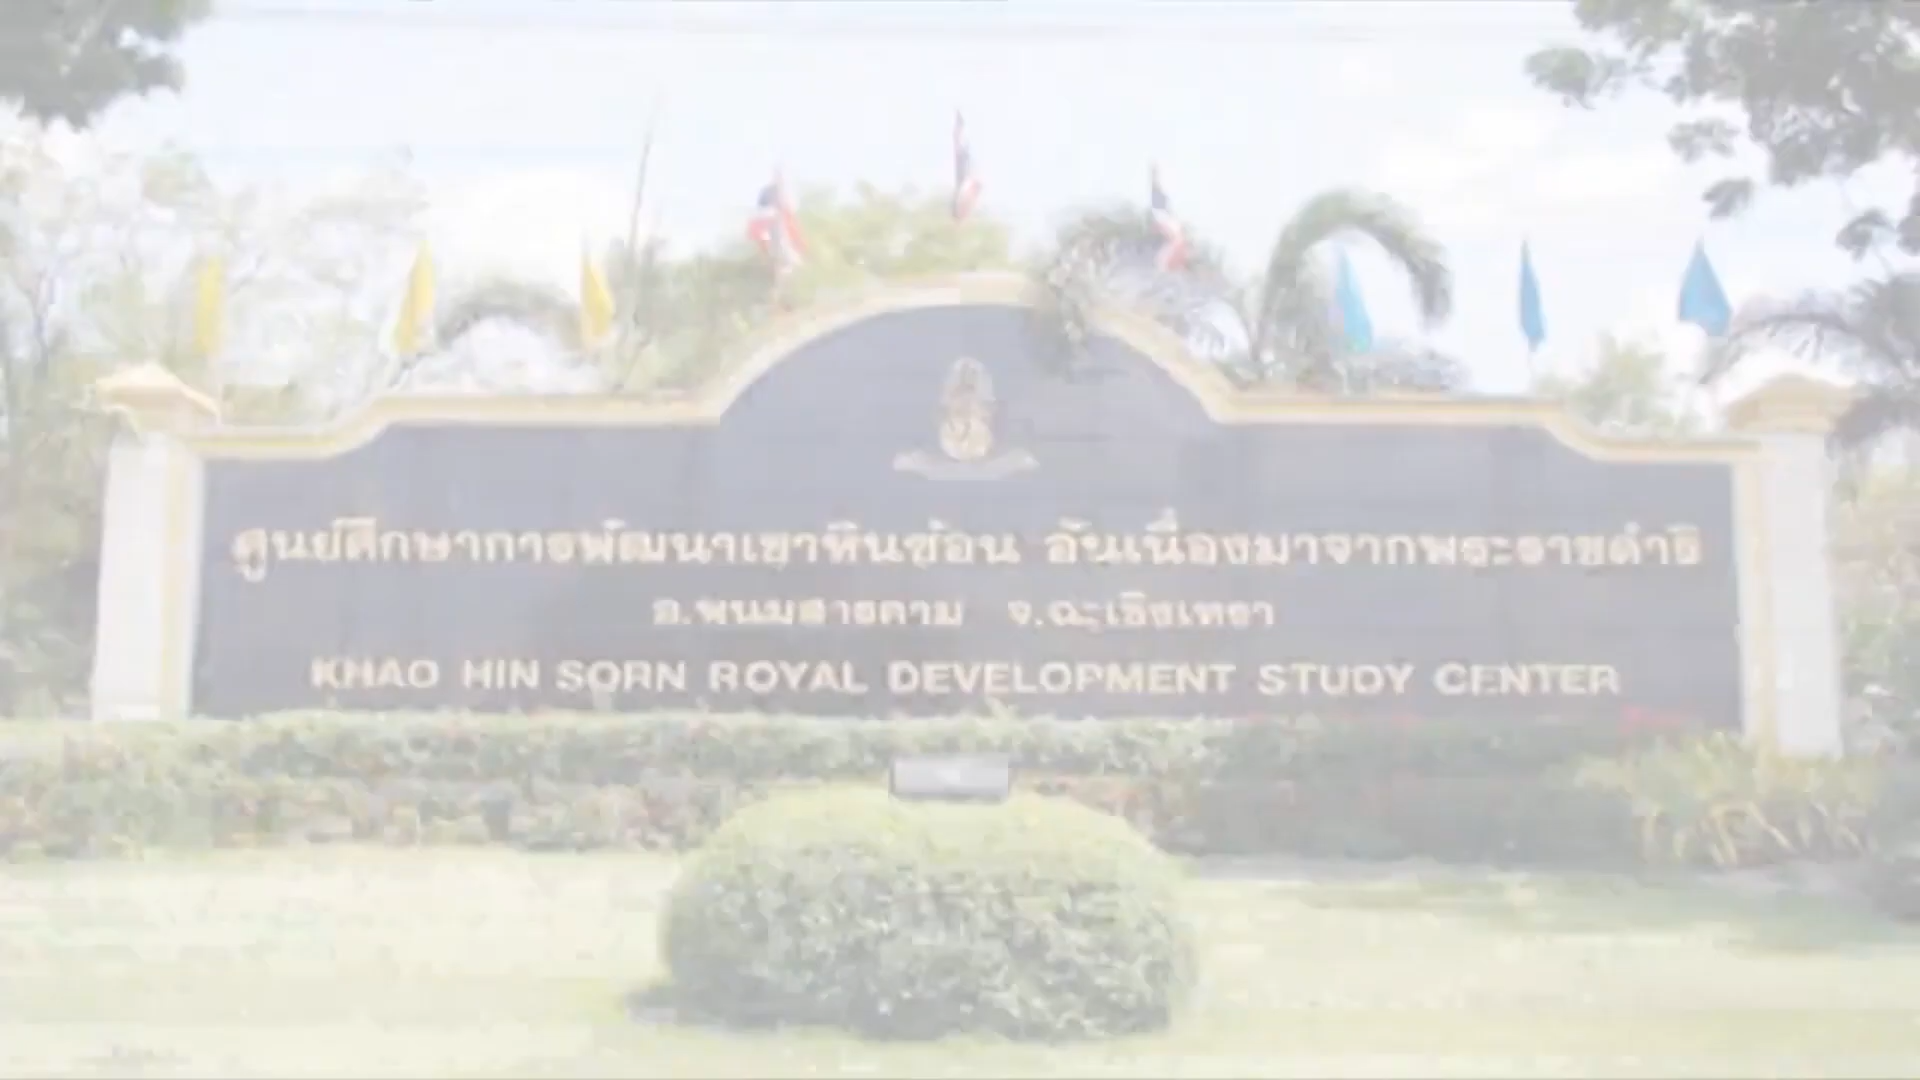 ศูนย์ศึกษาการพัฒนาเขาหินซ้อน อันเนื่องมาจากพระราชดำริ
อ.พนมสารคาม จ.ฉะเชิงเทรา
KHAO HIN SORN ROYAL DEVELOPMENT STUDY CENTER